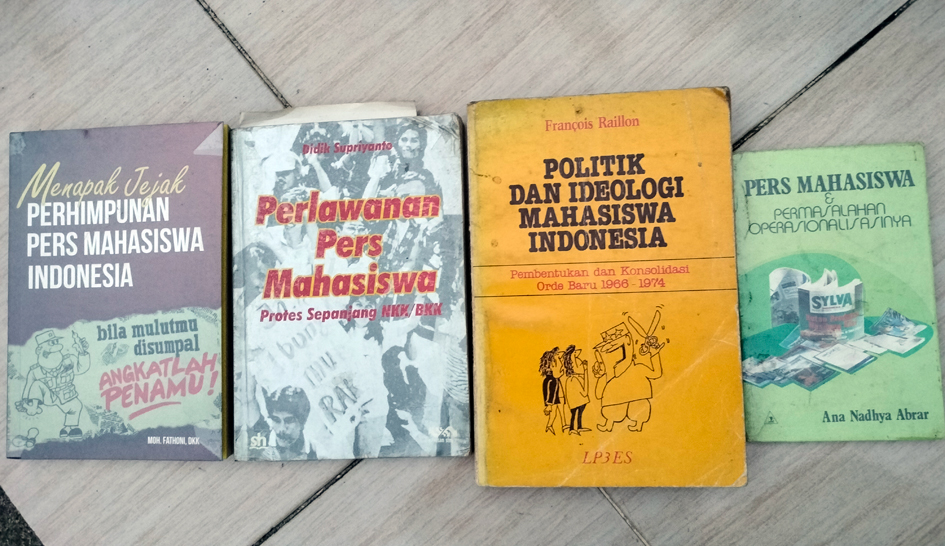 Menapak Jejak
PERHIMPUNAN
PERS MAHASISWA
INDONESIA
bila mulutmu
disumpal
ANGKATLAH
PENAMU!
MOH. FATHONI, DKK
Didik Supriyanto
Perlawanan
Pers
Mahasiswa
Protes Sepanjang NKK/BKK
sh
François Raillon
POLITIK
DAN IDEOLOGI
MAHASISWA
INDONESIA
Pembentukan dan Konsolidasi
Orde Baru 1966-1974
LP3ES
PERS MAHASISWA
&
PERMASALAHAN
OPERASIONALISASINYA
SYLVA
Ana Nadhya Abrar